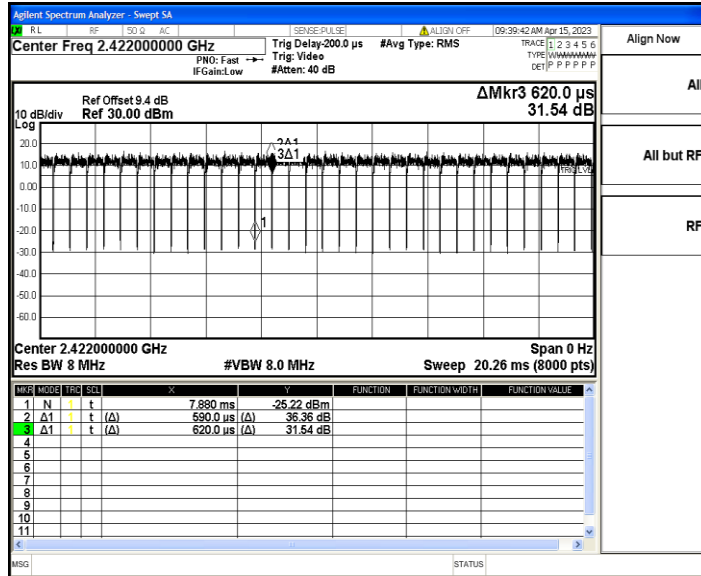 Agilent Spectrum Analyzer - Swept SA
RL RF 50 Ω AC SENSE:PULSE ALIGN OFF 09:39:42 AM Apr 15, 2023
Center Freq 2.422000000 GHz
PNO: Fast
IFGain:Low
Trig Delay-200.0 µs
Trig: Video
#Atten: 40 dB
#Avg Type: RMS
TRACE 1 2 3 4 5 6
TYPE
DET P P P P P P
Align Now
All
All but RF
RF
ΔMkr3 620.0 µs
31.54 dB
Ref Offset 9.4 dB
10 dB/div Ref 30.00 dBm
Log
20.0
10.0
0.00
-10.0
-20.0
-30.0
-40.0
-50.0
-60.0
2Δ1
3Δ1
TRIG LVL
1
Center 2.422000000 GHz Span 0 Hz
Res BW 8 MHz #VBW 8.0 MHz Sweep 20.26 ms (8000 pts)
MKR MODE TRC SCL X Y FUNCTION FUNCTION WIDTH FUNCTION VALUE
1 N 1 t 7.880 ms -25.22 dBm
2 Δ1 1 t (Δ) 590.0 µs (Δ) 36.36 dB
3 Δ1 1 t (Δ) 620.0 µs (Δ) 31.54 dB
4
5
6
7
8
9
10
11
MSG STATUS